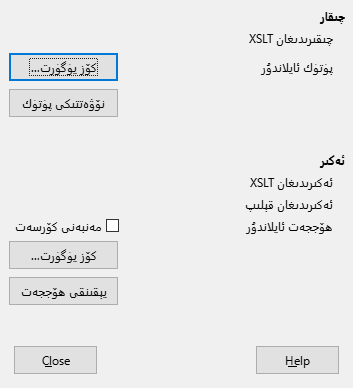 چىقار
چىقىرىدىغان XSLT
پۈتۈك ئايلاندۇر
كۆز يۈگۈرت...
نۆۋەتتىكى پۈتۈك
ئەكىر
ئەكىرىدىغان XSLT
ئەكىرىدىغان قېلىپ
ھۆججەت ئايلاندۇر
مەنبەنى كۆرسەت
كۆز يۈگۈرت...
يېقىنقى ھۆججەت
Close
Help